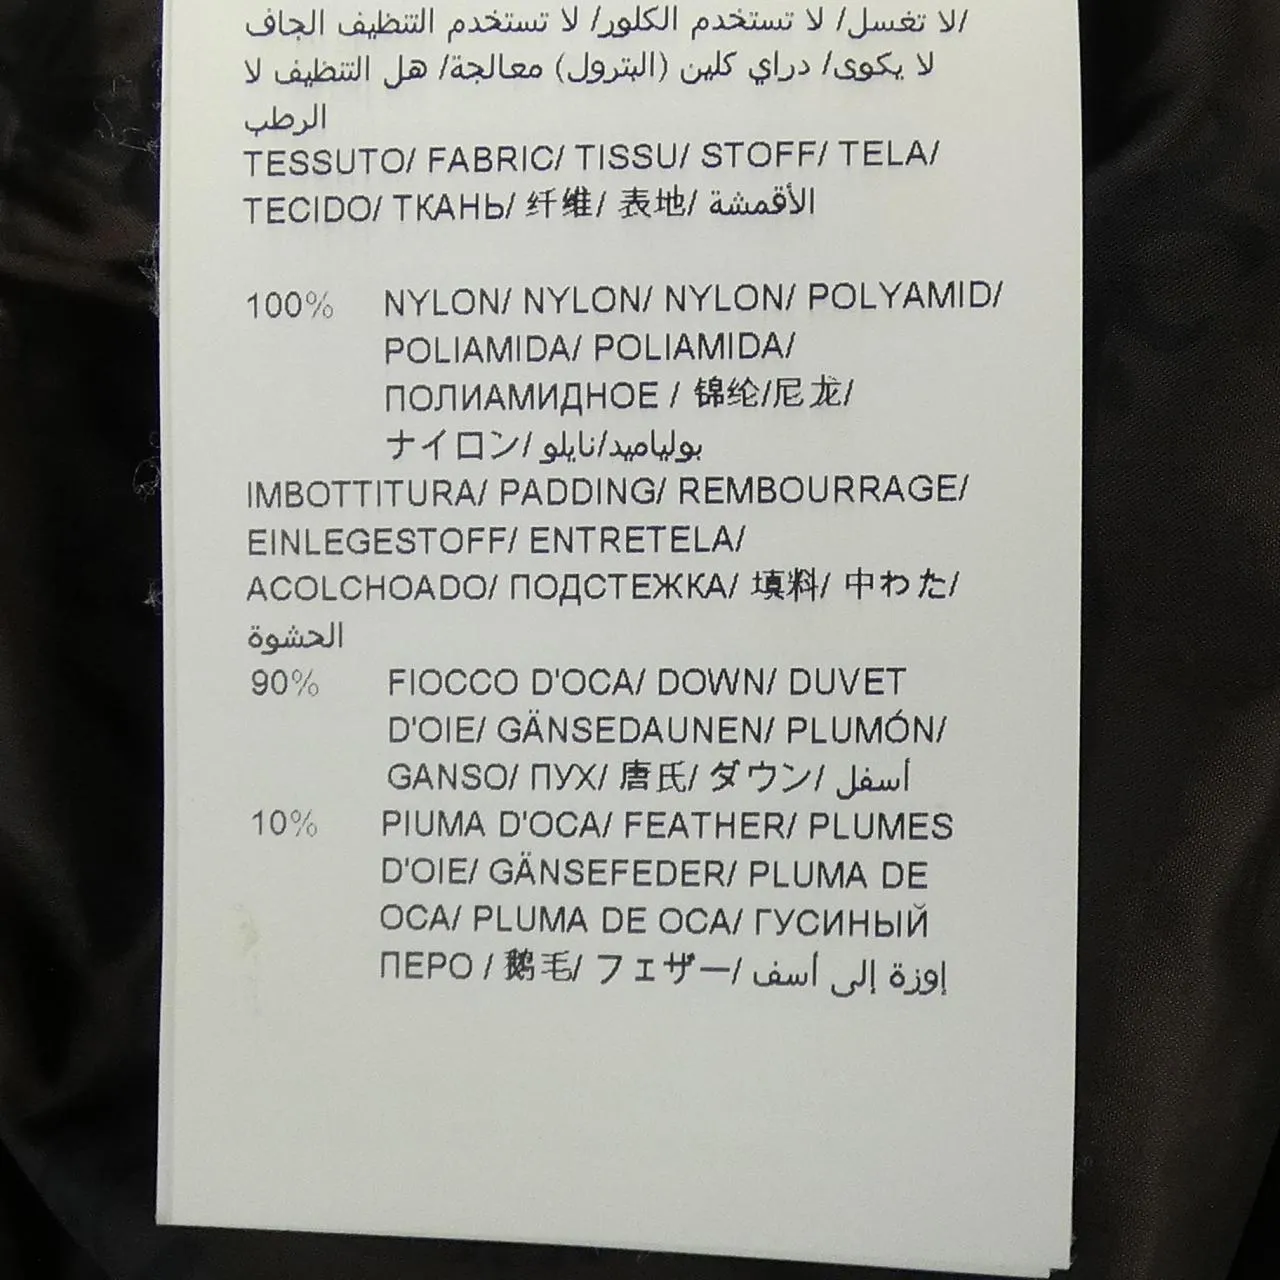 لا تغسل/ لا تستخدم الكلور/ لا تستخدم التنظيف الجاف/
لا يكوى/ دراي كلين (البترول) معالجة/ هل التنظيف لا
الرطب
TESSUTO/ FABRIC/ TISSU/ STOFF/ TELA/
TECIDO/ ТКАНЬ/ 纤维/ 表地/ الأقمشة
100% NYLON/ NYLON/ NYLON/ POLYAMID/
POLIAMIDA/ POLIAMIDA/
ПОЛИАМИДНОЕ / 锦纶/尼龙/
ナイロン/ بولياميد/نايلو
IMBOTTITURA/ PADDING/ REMBOURRAGE/
EINLEGESTOFF/ ENTRETELA/
ACOLCHOADO/ ПОДСТЕЖКА/ 填料/ 中わた/
الحشوة
90% FIOCCO D'OCA/ DOWN/ DUVET
D'OIE/ GÄNSEDAUNEN/ PLUMÓN/
GANSO/ ПУХ/ 唐氏/ ダウン/ أسفل
10% PIUMA D'OCA/ FEATHER/ PLUMES
D'OIE/ GÄNSEFEDER/ PLUMA DE
OCA/ PLUMA DE OCA/ ГУСИНЫЙ
ПЕРО / 鹅毛/ フェザー/ إوزة إلى أسف